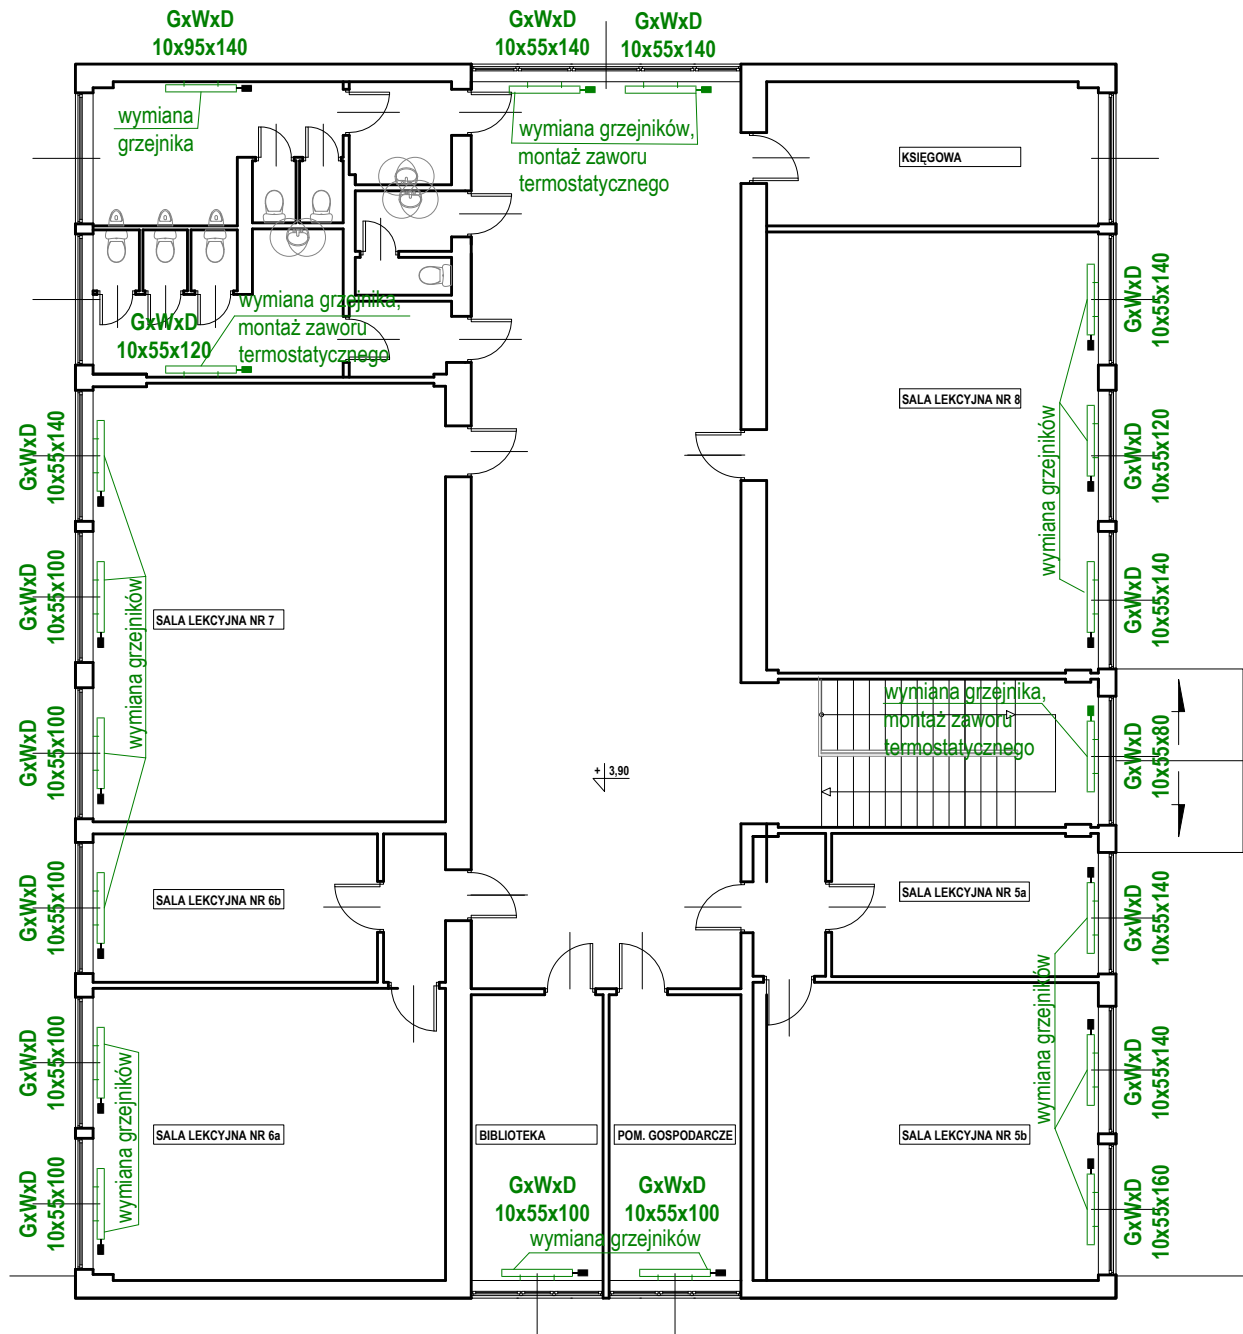 GxWxD
10x95x140
GxWxD
10x55x140
GxWxD
10x55x140
wymiana
grzejnika
wymiana grzejników,
montaż zaworu
termostatycznego
KSIĘGOWA
GxWxD
10x55x120
wymiana grzejnika,
montaż zaworu
termostatycznego
GxWxD
10x55x140
SALA LEKCYJNA NR 8
GxWxD
10x55x120
wymiana grzejników
GxWxD
10x55x140
GxWxD
10x55x140
GxWxD
10x55x100
SALA LEKCYJNA NR 7
wymiana grzejników
GxWxD
10x55x100
wymiana grzejnika,
montaż zaworu
termostatycznego
GxWxD
10x55x80
+ 3,90
GxWxD
10x55x100
SALA LEKCYJNA NR 6b
SALA LEKCYJNA NR 5a
GxWxD
10x55x140
wymiana grzejników
GxWxD
10x55x100
wymiana grzejników
GxWxD
10x55x140
SALA LEKCYJNA NR 6a
BIBLIOTEKA
POM. GOSPODARCZE
SALA LEKCYJNA NR 5b
GxWxD
10x55x100
GxWxD
10x55x100
GxWxD
10x55x100
GxWxD
10x55x160
wymiana grzejników